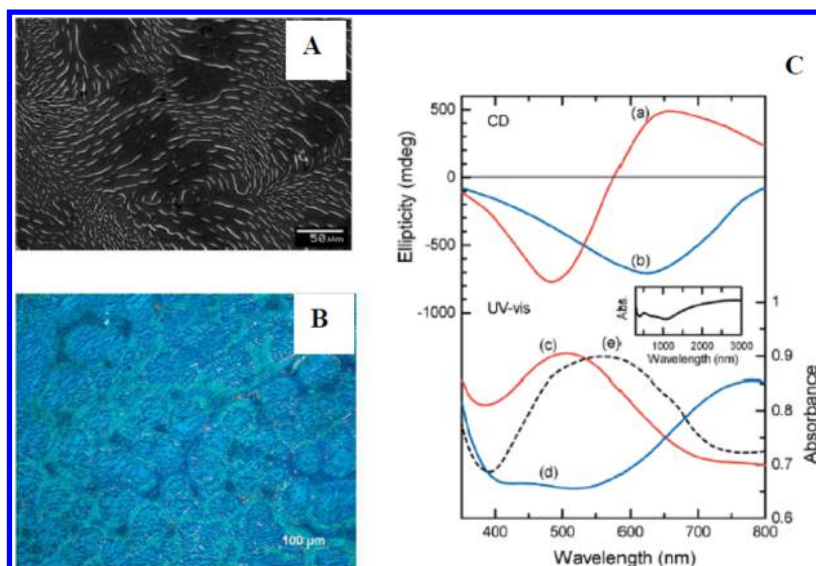 A
50 μm
B
100 μm
C
CD
(a)
(b)
500
0
-500
-1000
Ellipticity (mdeg)
UV-vis
(c)
(d)
(e)
Abs.
1000 2000 3000
Wavelength (nm)
1
0.9
0.8
0.7
0.6
Absorbance
400 500 600 700 800
Wavelength (nm)